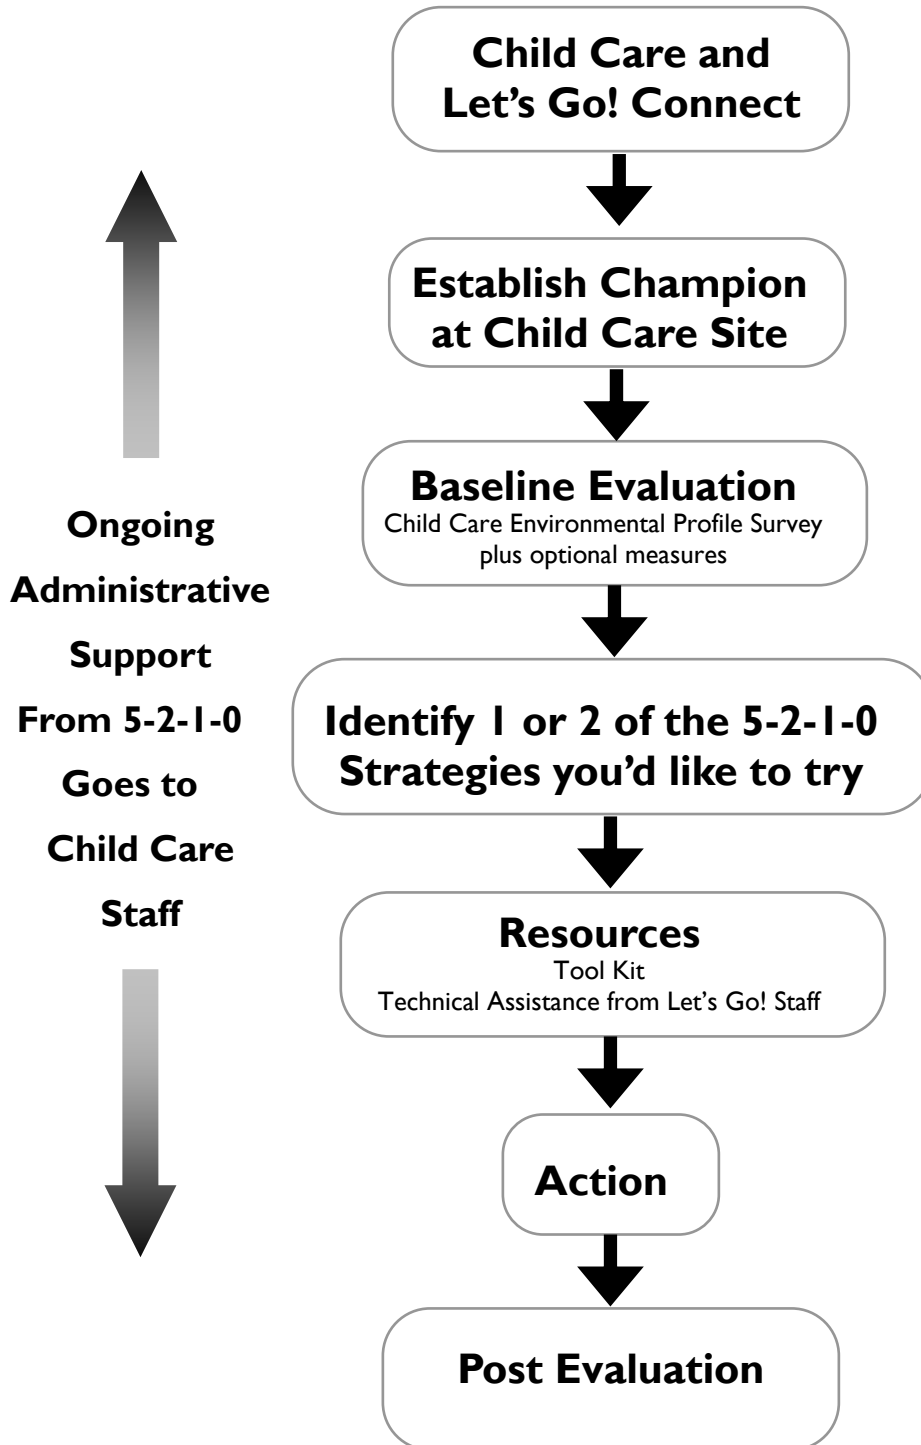 Child Care and
Let's Go! Connect
Establish Champion
at Child Care Site
Baseline Evaluation
Child Care Environmental Profile Survey
plus optional measures
Identify 1 or 2 of the 5-2-1-0
Strategies you'd like to try
Resources
Tool Kit
Technical Assistance from Let's Go! Staff
Action
Post Evaluation
Ongoing
Administrative
Support
From 5-2-1-0
Goes to
Child Care
Staff